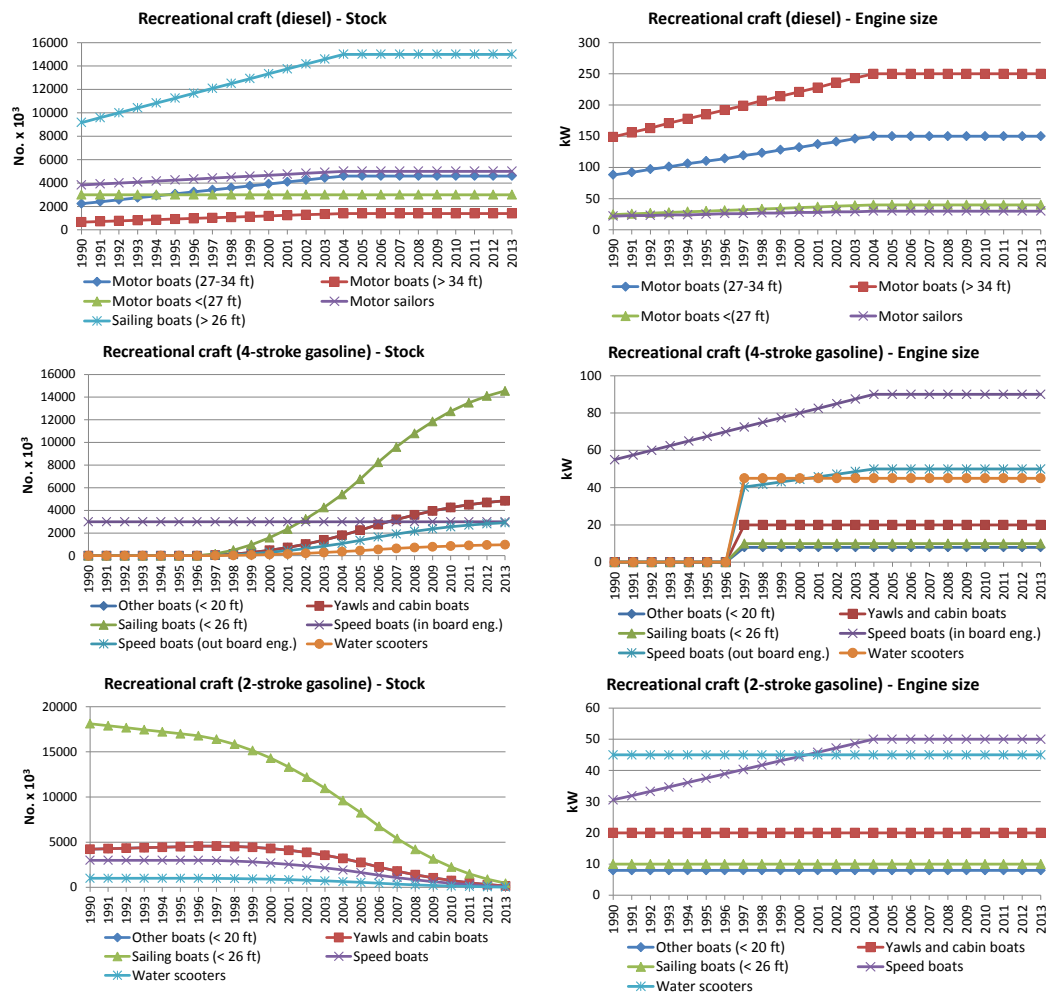 Recreational craft (diesel) - Stock
No. x 10³
16000
14000
12000
10000
8000
6000
4000
2000
0
1990 1991 1992 1993 1994 1995 1996 1997 1998 1999 2000 2001 2002 2003 2004 2005 2006 2007 2008 2009 2010 2011 2012 2013
Motor boats (27-34 ft) Motor boats (> 34 ft)
Motor boats <(27 ft) Motor sailors
Sailing boats (> 26 ft)
Recreational craft (diesel) - Engine size
kW
300
250
200
150
100
50
0
1990 1991 1992 1993 1994 1995 1996 1997 1998 1999 2000 2001 2002 2003 2004 2005 2006 2007 2008 2009 2010 2011 2012 2013
Motor boats (27-34 ft) Motor boats (> 34 ft)
Motor boats <(27 ft) Motor sailors
Recreational craft (4-stroke gasoline) - Stock
No. x 10³
16000
14000
12000
10000
8000
6000
4000
2000
0
1990 1991 1992 1993 1994 1995 1996 1997 1998 1999 2000 2001 2002 2003 2004 2005 2006 2007 2008 2009 2010 2011 2012 2013
Other boats (< 20 ft) Yawls and cabin boats
Sailing boats (< 26 ft) Speed boats (in board eng.)
Speed boats (out board eng.) Water scooters
Recreational craft (4-stroke gasoline) - Engine size
kW
100
80
60
40
20
0
1990 1991 1992 1993 1994 1995 1996 1997 1998 1999 2000 2001 2002 2003 2004 2005 2006 2007 2008 2009 2010 2011 2012 2013
Other boats (< 20 ft) Yawls and cabin boats
Sailing boats (< 26 ft) Speed boats (in board eng.)
Speed boats (out board eng.) Water scooters
Recreational craft (2-stroke gasoline) - Stock
No. x 10³
20000
15000
10000
5000
0
1990 1991 1992 1993 1994 1995 1996 1997 1998 1999 2000 2001 2002 2003 2004 2005 2006 2007 2008 2009 2010 2011 2012 2013
Other boats (< 20 ft) Yawls and cabin boats
Sailing boats (< 26 ft) Speed boats
Water scooters
Recreational craft (2-stroke gasoline) - Engine size
kW
60
50
40
30
20
10
0
1990 1991 1992 1993 1994 1995 1996 1997 1998 1999 2000 2001 2002 2003 2004 2005 2006 2007 2008 2009 2010 2011 2012 2013
Other boats (< 20 ft) Yawls and cabin boats
Sailing boats (< 26 ft) Speed boats
Water scooters